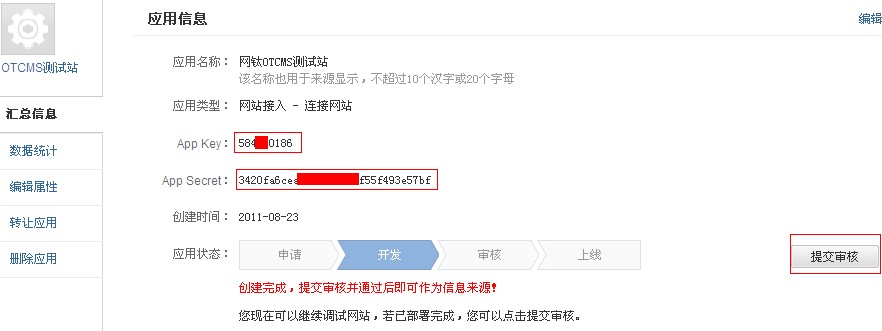 应用信息
编辑
OTCMS测试站
汇总信息
数据统计
编辑属性
转让应用
删除应用
应用名称： 网钛OTCMS测试站
该名称也用于来源显示，不超过10个汉字或20个字母
应用类型： 网站接入 - 连接网站
App Key： 584 0186
App Secret： 3420fa6ces f55f493e57bf
创建时间： 2011-08-23
应用状态： 申请 开发 审核 上线
提交审核
创建完成，提交审核并通过后即可作为信息来源！
您现在可以继续调试网站，若已部署完成，您可以点击提交审核。